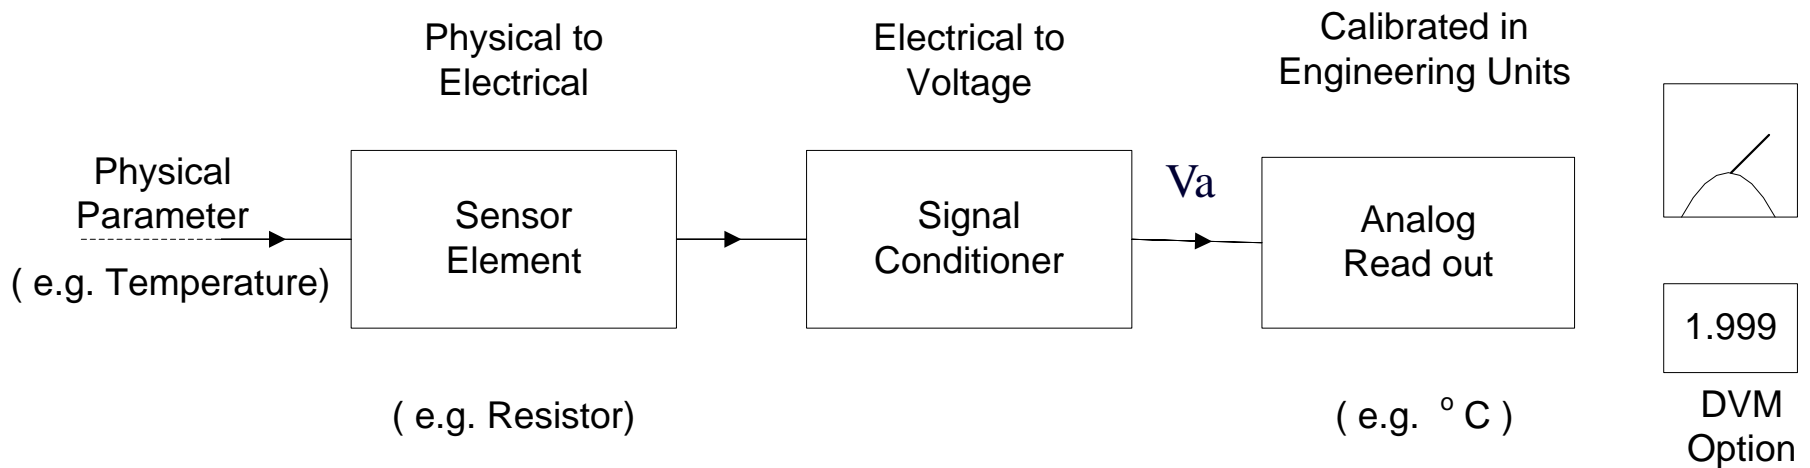 Physical to
Electrical
Electrical to
Voltage
Calibrated in
Engineering Units
Physical
Parameter
( e.g. Temperature)
Sensor
Element
Signal
Conditioner
Va
Analog
Read out
1.999
DVM
Option
( e.g. Resistor)
( e.g. º C )